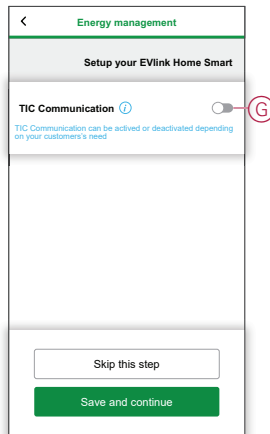 Energy management
Setup your EVlink Home Smart
TIC Communication i
G
TIC Communication can be actived or deactivated depending
on your customers's need
Skip this step
Save and continue